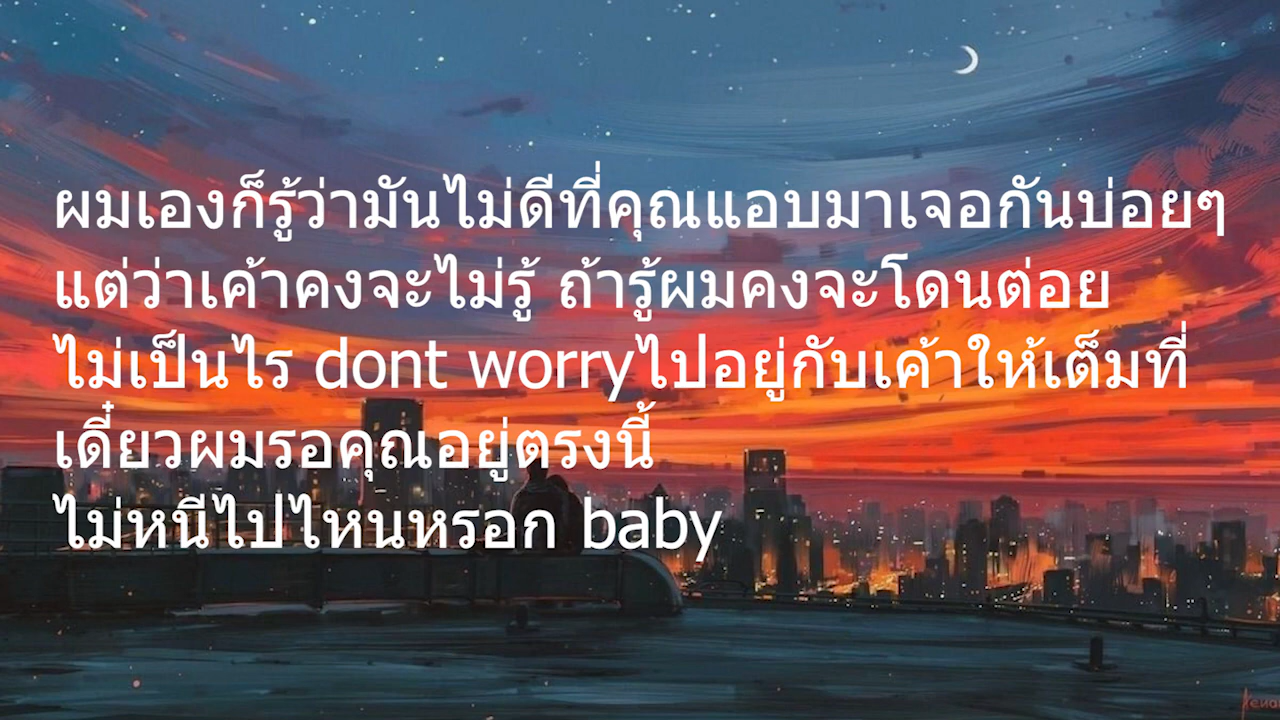 ผมเองก็รู้ว่ามันไม่ดีที่คุณแอบมาเจอกันบ่อยๆ
แต่ว่าเค้าคงจะไม่รู้ ถ้ารู้ผมคงจะโดนต่อย
ไม่เป็นไร dont worryไปอยู่กับเค้าให้เต็มที่
เดี๋ยวผมรอคุณอยู่ตรงนี้
ไม่หนีไปไหนหรอก baby